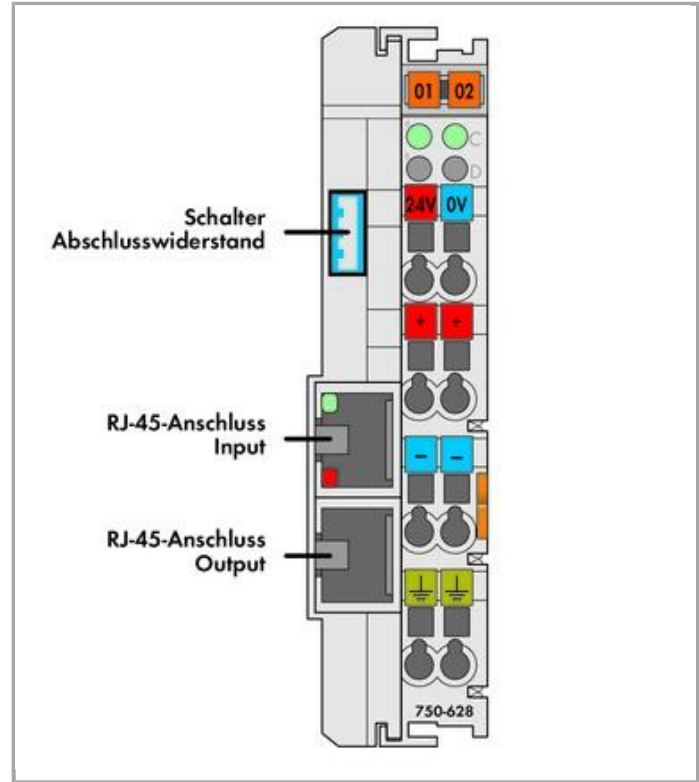 01 02
C
D
24V 0V
Schalter
Abschlusswiderstand
+ +
RJ-45-Anschluss
Input
− −
RJ-45-Anschluss
Output
750-628